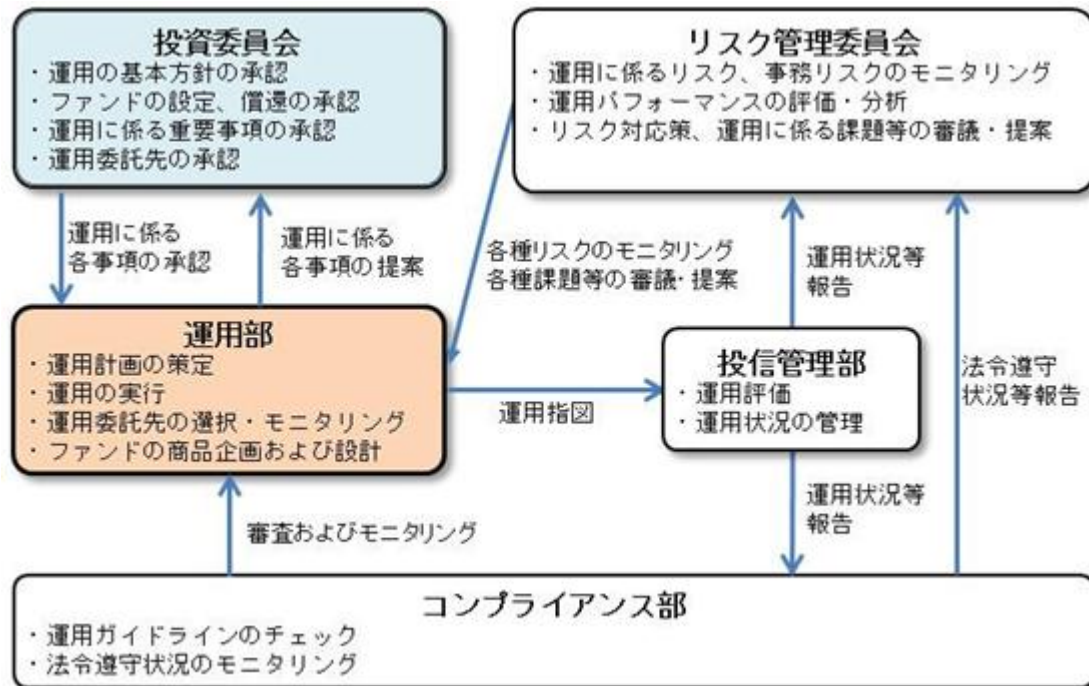 投資委員会
・運用の基本方針の承認
・ファンドの設定、償還の承認
・運用に係る重要事項の承認
・運用委託先の承認
リスク管理委員会
・運用に係るリスク、事務リスクのモニタリング
・運用パフォーマンスの評価・分析
・リスク対応策、運用に係る課題等の審議・提案
運用に係る
各事項の承認
運用に係る
各事項の提案
各種リスクのモニタリング
各種課題等の審議・提案
運用状況等
報告
運用部
・運用計画の策定
・運用の実行
・運用委託先の選択・モニタリング
・ファンドの商品企画および設計
運用指図
投信管理部
・運用評価
・運用状況の管理
法令遵守
状況等報告
審査およびモニタリング
運用状況等
報告
コンプライアンス部
・運用ガイドラインのチェック
・法令遵守状況のモニタリング